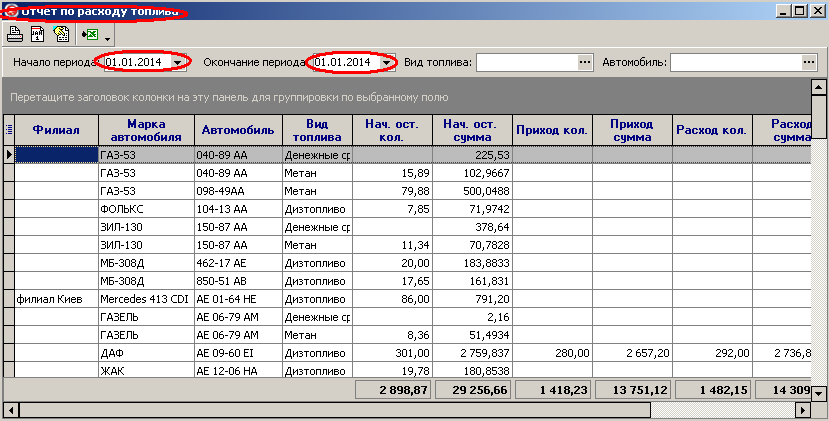 Отчет по расходу топлива
JAN 1
Начало периода: 01.01.2014 Окончание периода: 01.01.2014 Вид топлива: ... Автомобиль: ...
Перетащите заголовок колонки на эту панель для группировки по выбранному полю
Филиал Марка автомобиля Автомобиль Вид топлива Нач. ост. кол. Нач. ост. сумма Приход кол. Приход сумма Расход кол. Расход сумма
ГАЗ-53 040-89 АА Денежные ср 225,53
ГАЗ-53 040-89 АА Метан 15,89 102,9667
ГАЗ-53 098-49АА Метан 79,88 500,0488
ФОЛЬКС 104-13 АА Дизтопливо 7,85 71,9742
ЗИЛ-130 150-87 АА Денежные ср 378,64
ЗИЛ-130 150-87 АА Метан 11,34 70,7828
МБ-308Д 462-17 АЕ Дизтопливо 20,00 183,8833
МБ-308Д 850-51 АВ Дизтопливо 17,65 161,831
филиал Киев Mercedes 413 CDI АЕ 01-64 НЕ Дизтопливо 86,00 791,20
ГАЗЕЛЬ АЕ 06-79 АМ Денежные ср 2,16
ГАЗЕЛЬ АЕ 06-79 АМ Метан 8,36 51,4934
ДАФ АЕ 09-60 ЕІ Дизтопливо 301,00 2 759,837 280,00 2 657,20 292,00 2 736,8
ЖАК АЕ 12-06 НА Дизтопливо 19,78 180,8538
2 898,87 29 256,66 1 418,23 13 751,12 1 482,15 14 309